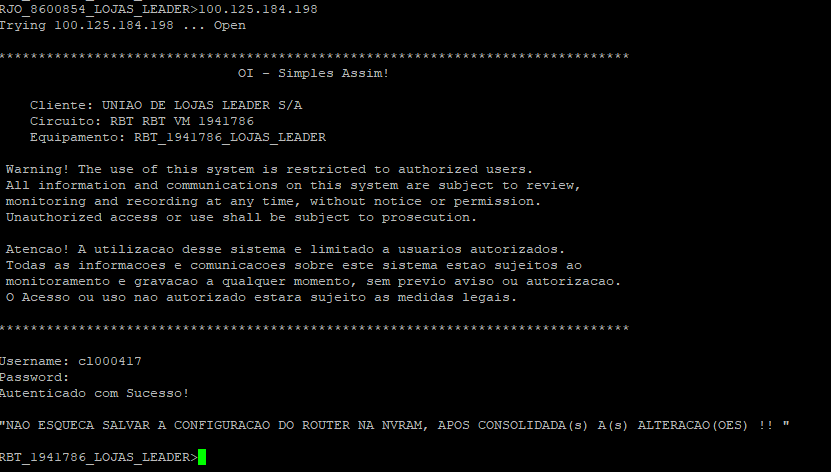 RJO_8600854_LOJAS_LEADER>100.125.184.198
Trying 100.125.184.198 ... Open
*******************************************************************************
OI - Simples Assim!
Cliente: UNIAO DE LOJAS LEADER S/A
Circuito: RBT RBT VM 1941786
Equipamento: RBT_1941786_LOJAS_LEADER
Warning! The use of this system is restricted to authorized users.
All information and communications on this system are subject to review,
monitoring and recording at any time, without notice or permission.
Unauthorized access or use shall be subject to prosecution.
Atencao! A utilizacao desse sistema e limitado a usuarios autorizados.
Todas as informacoes e comunicacoes sobre este sistema estao sujeitos ao
monitoramento e gravacao a qualquer momento, sem previo aviso ou autorizacao.
O Acesso ou uso nao autorizado estara sujeito as medidas legais.
*******************************************************************************
Username: cl000417
Password:
Autenticado com Sucesso!
"NAO ESQUECA SALVAR A CONFIGURACAO DO ROUTER NA NVRAM, APOS CONSOLIDADA(s) A(s) ALTERACAO(OES) !! "
RBT_1941786_LOJAS_LEADER>